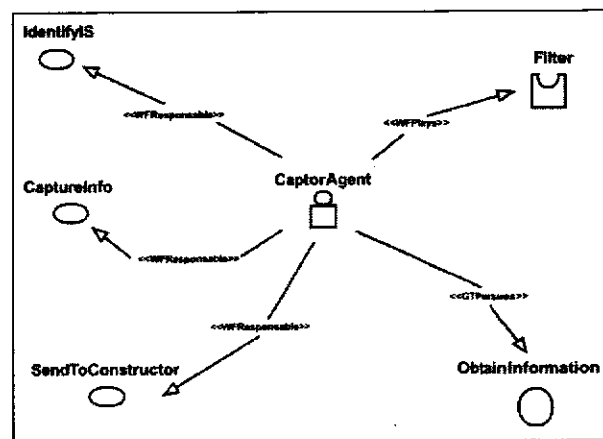 IdentifyIS
Filter
<<WFResponsable>>
<<WFPlays>>
CaptorAgent
CaptureInfo
<<WFResponsable>>
<<GTPursues>>
<<WFResponsable>>
SendToConstructor
ObtainInformation